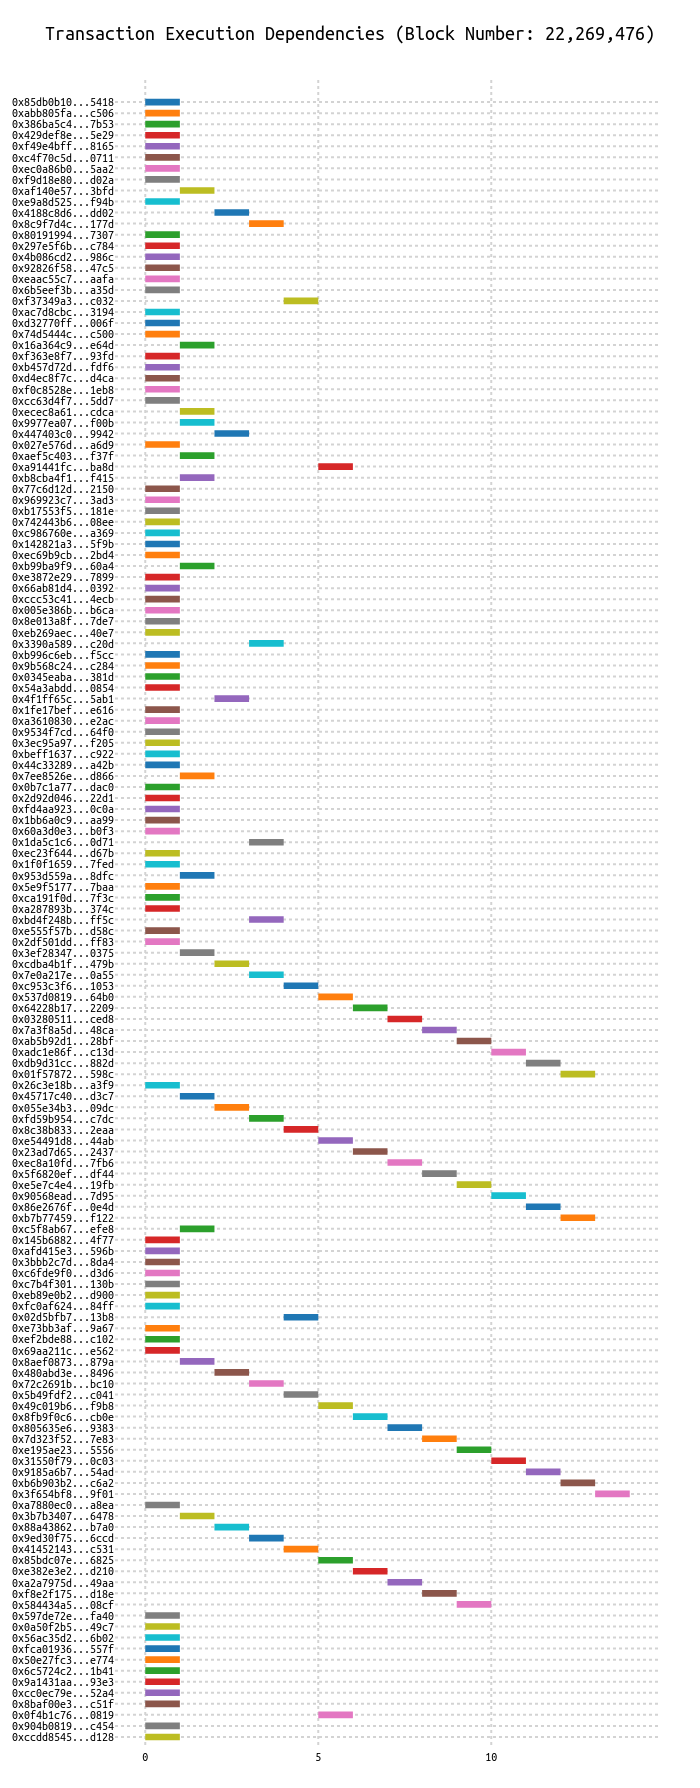 Transaction Execution Dependencies (Block Number: 22,269,476)
0x85db0b10...5418
0xabb805fa...c506
0x386ba5c4...7b53
0x429def8e...5e29
0xf49e4bff...8165
0xc4f70c5d...0711
0xec0a86b0...5aa2
0xf9d18e80...d02a
0xaf140e57...3bfd
0xe9a8d525...f94b
0x4188c8d6...dd02
0x8c9f7d4c...177d
0x80191994...7307
0x297e5f6b...c784
0x4b086cd2...986c
0x92826f58...47c5
0xeaac55c7...aafa
0x6b5eef3b...a35d
0xf37349a3...c032
0xac7d8cbc...3194
0xd32770ff...006f
0x74d5444c...c500
0x16a364c9...e64d
0xf363e8f7...93fd
0xb457d72d...fdf6
0xd4ec8f7c...d4ca
0xf0c8528e...1eb8
0xcc63d4f7...5dd7
0xecec8a61...cdca
0x9977ea07...f00b
0x447403c0...9942
0x027e576d...a6d9
0xaef5c403...f37f
0xa91441fc...ba8d
0xb8cba4f1...f415
0x77c6d12d...2150
0x969923c7...3ad3
0xb17553f5...181e
0x742443b6...08ee
0xc986760e...a369
0x142821a3...5f9b
0xec69b9cb...2bd4
0xb99ba9f9...60a4
0xe3872e29...7899
0x66ab81d4...0392
0xccc53c41...4ecb
0x005e386b...b6ca
0x8e013a8f...7de7
0xeb269aec...40e7
0x3390a589...c20d
0xb996c6eb...f5cc
0x9b568c24...c284
0x0345eaba...381d
0x54a3abdd...0854
0x4f1ff65c...5ab1
0x1fe17bef...e616
0xa3610830...e2ac
0x9534f7cd...64f0
0x3ec95a97...f205
0xbeff1637...c922
0x44c33289...a42b
0x7ee8526e...d866
0x0b7c1a77...dac0
0x2d92d046...22d1
0xfd4aa923...0c0a
0x1bb6a0c9...aa99
0x60a3d0e3...b0f3
0x1da5c1c6...0d71
0xec23f644...d67b
0x1f0f1659...7fed
0x953d559a...8dfc
0x5e9f5177...7baa
0xca191f0d...7f3c
0xa287893b...374c
0xbd4f248b...ff5c
0xe555f57b...d58c
0x2df501dd...ff83
0x3ef28347...0375
0xcdba4b1f...479b
0x7e0a217e...0a55
0xc953c3f6...1053
0x537d0819...64b0
0x64228b17...2209
0x03280511...ced8
0x7a3f8a5d...48ca
0xab5b92d1...28bf
0xadc1e86f...c13d
0xdb9d31cc...882d
0x01f57872...598c
0x26c3e18b...a3f9
0x45717c40...d3c7
0x055e34b3...09dc
0xfd59b954...c7dc
0x8c38b833...2eaa
0xe54491d8...44ab
0x23ad7d65...2437
0xec8a10fd...7fb6
0x5f6820ef...df44
0xe5e7c4e4...19fb
0x90568ead...7d95
0x86e2676f...0e4d
0xb7b77459...f122
0xc5f8ab67...efe8
0x145b6882...4f77
0xafd415e3...596b
0x3bbb2c7d...8da4
0xc6fde9f0...d3d6
0xc7b4f301...130b
0xeb89e0b2...d900
0xfc0af624...84ff
0x02d5bfb7...13b8
0xe73bb3af...9a67
0xef2bde88...c102
0x69aa211c...e562
0x8aef0873...879a
0x480abd3e...8496
0x72c2691b...bc10
0x5b49fdf2...c041
0x49c019b6...f9b8
0x8fb9f0c6...cb0e
0x805635e6...9383
0x7d323f52...7e83
0xe195ae23...5556
0x31550f79...0c03
0x9185a6b7...54ad
0xb6b903b2...c6a2
0x3f654bf8...9f01
0xa7880ec0...a8ea
0x3b7b3407...6478
0x88a43862...b7a0
0x9ed30f75...6ccd
0x41452143...c531
0x85bdc07e...6825
0xe382e3e2...d210
0xa2a7975d...49aa
0xf8e2f175...d18e
0x584434a5...08cf
0x597de72e...fa40
0x0a50f2b5...49c7
0x56ac35d2...6b02
0xfca01936...557f
0x50e27fc3...e774
0x6c5724c2...1b41
0x9a1431aa...93e3
0xcc0ec79e...52a4
0x8baf00e3...c51f
0x0f4b1c76...0819
0x904b0819...c454
0xccdd8545...d128
0 5 10